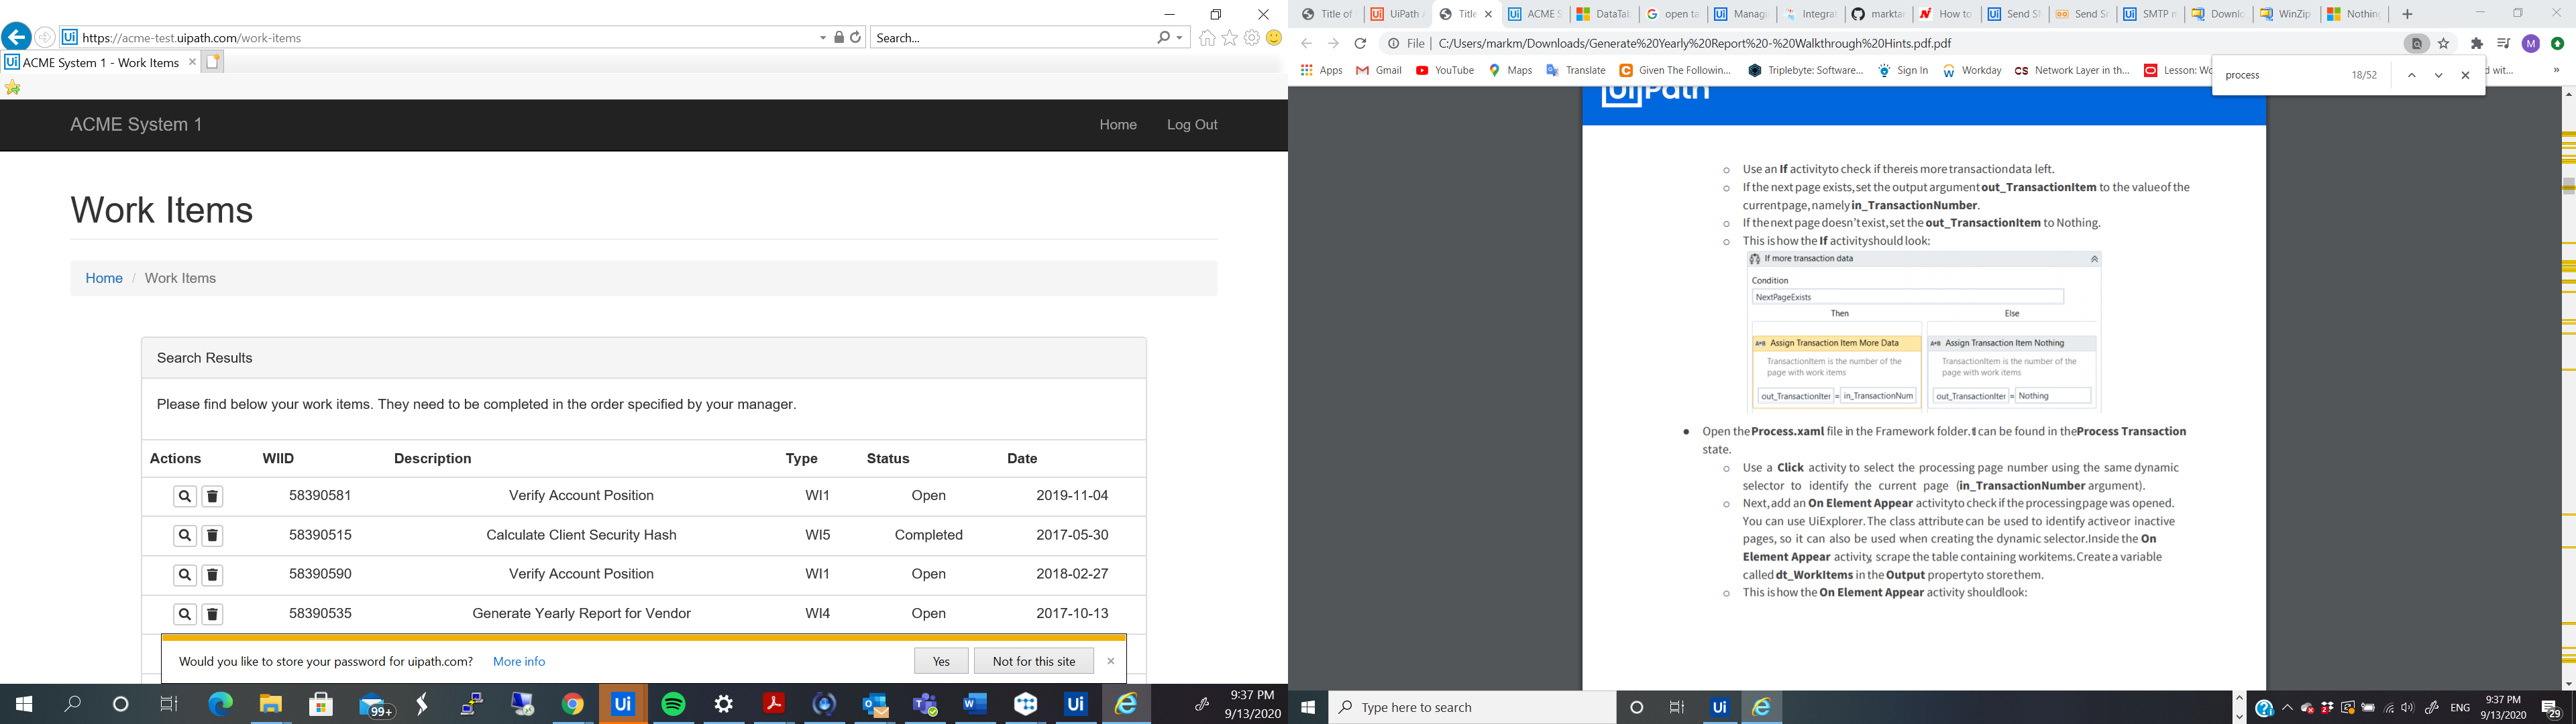 https://acme-test.uipath.com/work-items
Search...
ACME System 1 - Work Items
ACME System 1
Home
Log Out
Work Items
Home / Work Items
Search Results
Please find below your work items. They need to be completed in the order specified by your manager.
Actions WIID Description Type Status Date
58390581 Verify Account Position WI1 Open 2019-11-04
58390515 Calculate Client Security Hash WI5 Completed 2017-05-30
58390590 Verify Account Position WI1 Open 2018-02-27
58390535 Generate Yearly Report for Vendor WI4 Open 2017-10-13
Would you like to store your password for uipath.com? More info Yes Not for this site
99+
9:37 PM
9/13/2020
Title of
UiPath
Title
ACME S
DataTab
open ta
Managi
Integrat
marktar
How to
Send SM
Send Sc
SMTP n
Downlo
WinZip
Nothing
File | C:/Users/markm/Downloads/Generate%20Yearly%20Report%20-%20Walkthrough%20Hints.pdf.pdf
M
Apps Gmail YouTube Maps Translate Given The Followin... Triplebyte: Software... Sign In Workday Network Layer in th... Lesson: Wo d wit...
process 18/52
UiPath
o Use an If activityto check if thereis more transactiondata left.
o If the next page exists,set the output argument out_TransactionItem to the valueof the
currentpage, namely in_TransactionNumber.
o If the next page doesn'texist,set the out_TransactionItem to Nothing.
o This is how the If activityshould look:
If more transaction data
Condition
NextPageExists
Then Else
A+B Assign Transaction Item More Data
TransactionItem is the number of the
page with work items
out_TransactionIter = in_TransactionNum
A+B Assign Transaction Item Nothing
TransactionItem is the number of the
page with work items
out_TransactionIter = Nothing
● Open the Process.xaml file in the Framework folder. It can be found in the Process Transaction
state.
o Use a Click activity to select the processing page number using the same dynamic
selector to identify the current page (in_TransactionNumber argument).
o Next, add an On Element Appear activityto check if the processing page was opened.
You can use UiExplorer. The class attribute can be used to identify active or inactive
pages, so it can also be used when creating the dynamic selector.Inside the On
Element Appear activity, scrape the table containing workitems. Create a variable
called dt_WorkItems in the Output propertyto storethem.
o This is how the On Element Appear activity shouldlook:
Type here to search
ENG
9:37 PM
9/13/2020
29